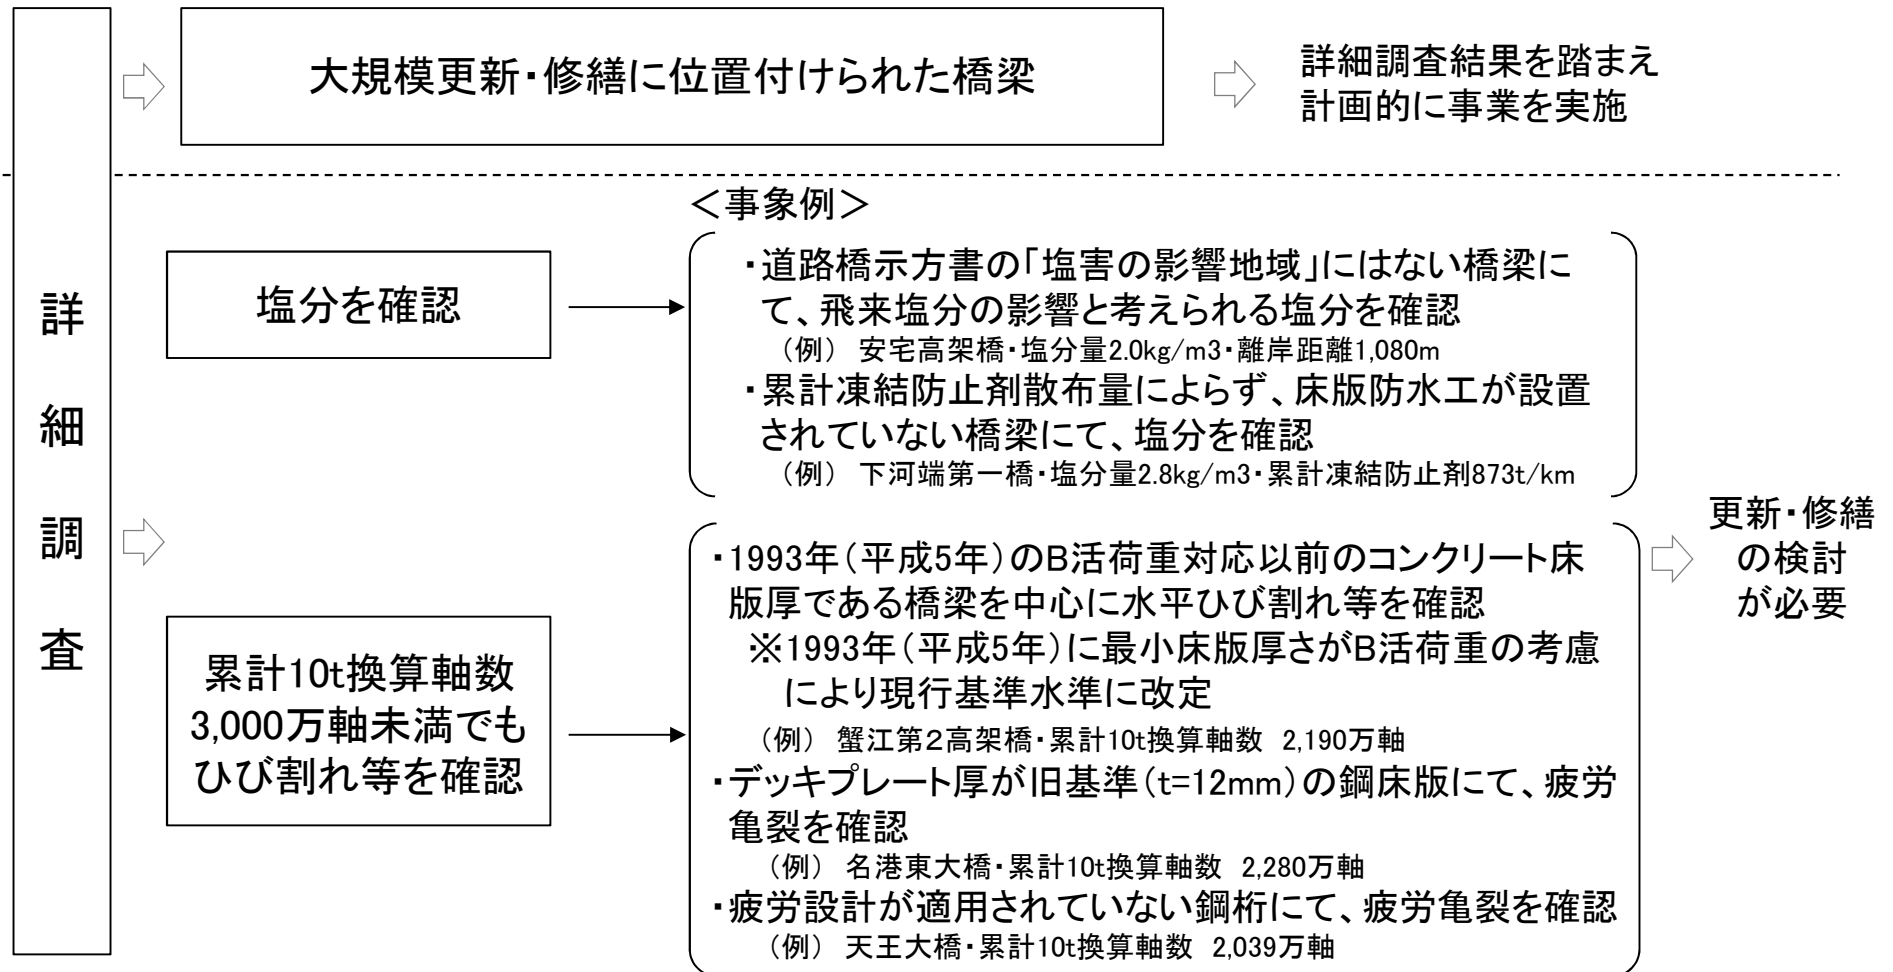 詳細調査
大規模更新・修繕に位置付けられた橋梁
詳細調査結果を踏まえ
計画的に事業を実施
＜事象例＞
塩分を確認
・道路橋示方書の「塩害の影響地域」にはない橋梁に
て、飛来塩分の影響と考えられる塩分を確認
（例） 安宅高架橋・塩分量2.0kg/m3・離岸距離1,080m
・累計凍結防止剤散布量によらず、床版防水工が設置
されていない橋梁にて、塩分を確認
（例） 下河端第一橋・塩分量2.8kg/m3・累計凍結防止剤873t/km
累計10t換算軸数
3,000万軸未満でも
ひび割れ等を確認
・1993年（平成5年）のB活荷重対応以前のコンクリート床
版厚である橋梁を中心に水平ひび割れ等を確認
※1993年（平成5年）に最小床版厚さがB活荷重の考慮
により現行基準水準に改定
（例） 蟹江第２高架橋・累計10t換算軸数 2,190万軸
・デッキプレート厚が旧基準（t=12mm）の鋼床版にて、疲労
亀裂を確認
（例） 名港東大橋・累計10t換算軸数 2,280万軸
・疲労設計が適用されていない鋼桁にて、疲労亀裂を確認
（例） 天王大橋・累計10t換算軸数 2,039万軸
更新・修繕
の検討
が必要